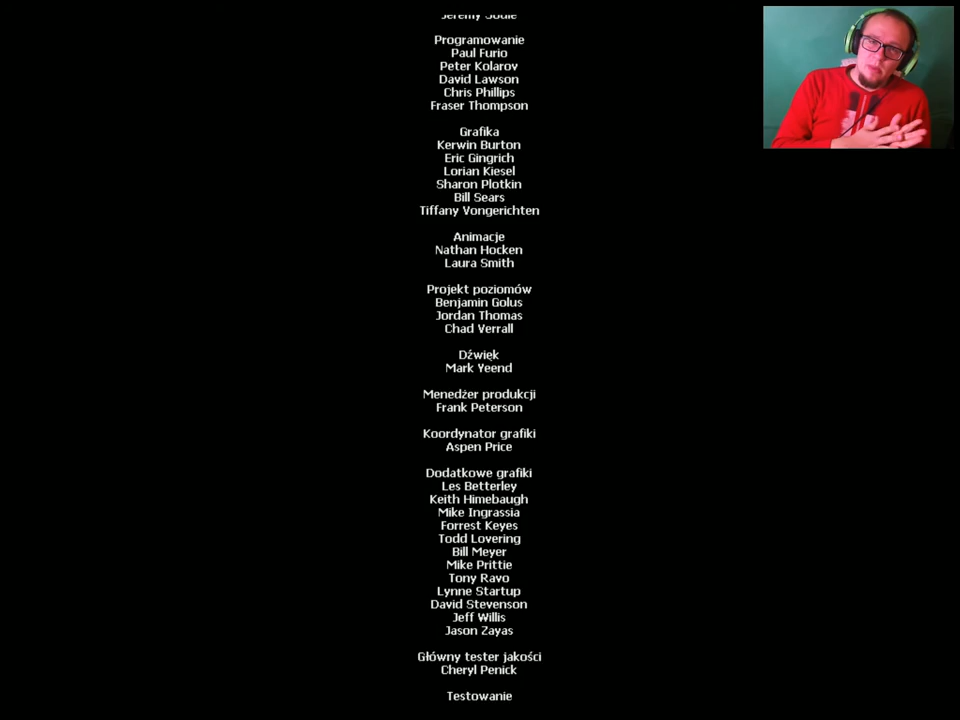 Jeremy Soule
Programowanie
Paul Furio
Peter Kolarov
David Lawson
Chris Phillips
Fraser Thompson
Grafika
Kerwin Burton
Eric Gingrich
Lorian Kiesel
Sharon Plotkin
Bill Sears
Tiffany Vongerichten
Animacje
Nathan Hocken
Laura Smith
Projekt poziomów
Benjamin Golus
Jordan Thomas
Chad Verrall
Dźwięk
Mark Yeend
Menedżer produkcji
Frank Peterson
Koordynator grafiki
Aspen Price
Dodatkowe grafiki
Les Betterley
Keith Himebaugh
Mike Ingrassia
Forrest Keyes
Todd Lovering
Bill Meyer
Mike Prittie
Tony Ravo
Lynne Startup
David Stevenson
Jeff Willis
Jason Zayas
Główny tester jakości
Cheryl Penick
Testowanie